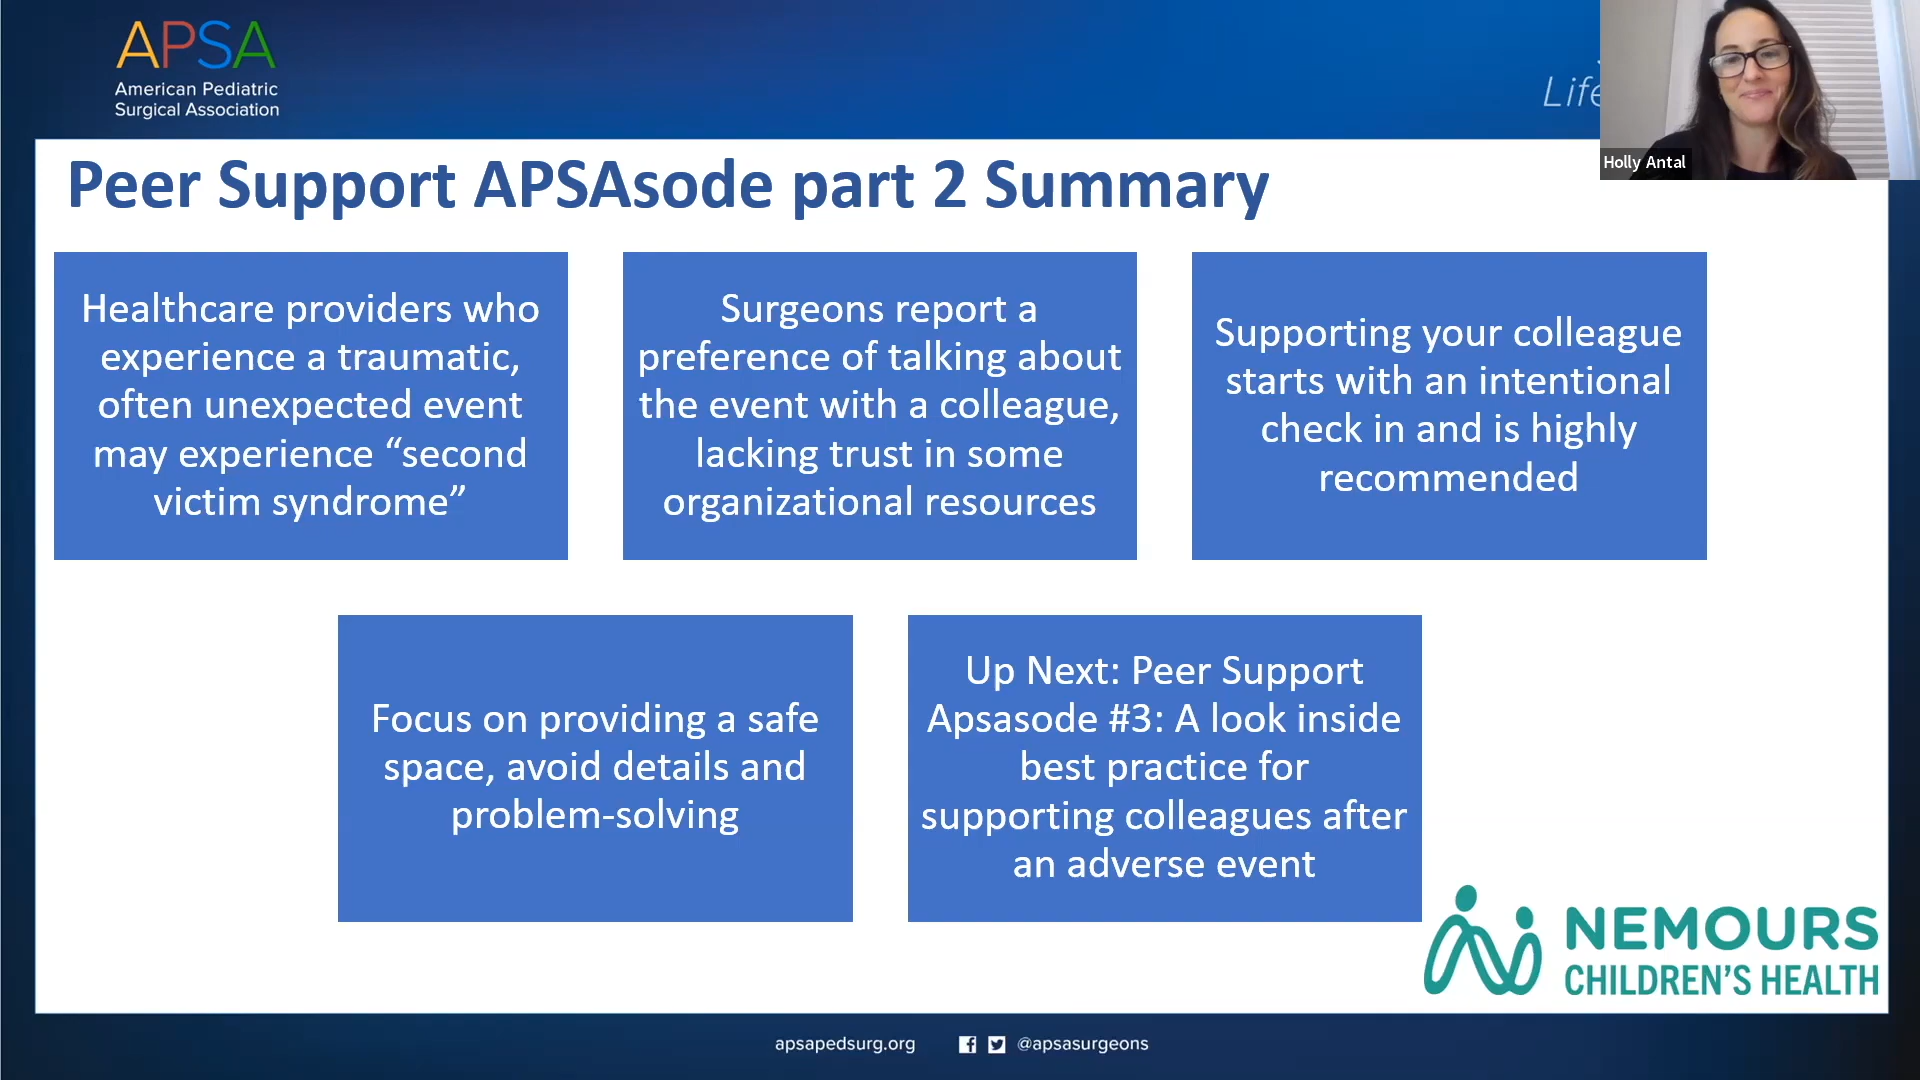 APSA
American Pediatric
Surgical Association
Life
Holly Antal
Peer Support APSAsode part 2 Summary
Healthcare providers who
experience a traumatic,
often unexpected event
may experience “second
victim syndrome”
Surgeons report a
preference of talking about
the event with a colleague,
lacking trust in some
organizational resources
Supporting your colleague
starts with an intentional
check in and is highly
recommended
Focus on providing a safe
space, avoid details and
problem-solving
Up Next: Peer Support
Apsasode #3: A look inside
best practice for
supporting colleagues after
an adverse event
NEMOURS
CHILDREN’S HEALTH
apsapedsurg.org
@apsasurgeons